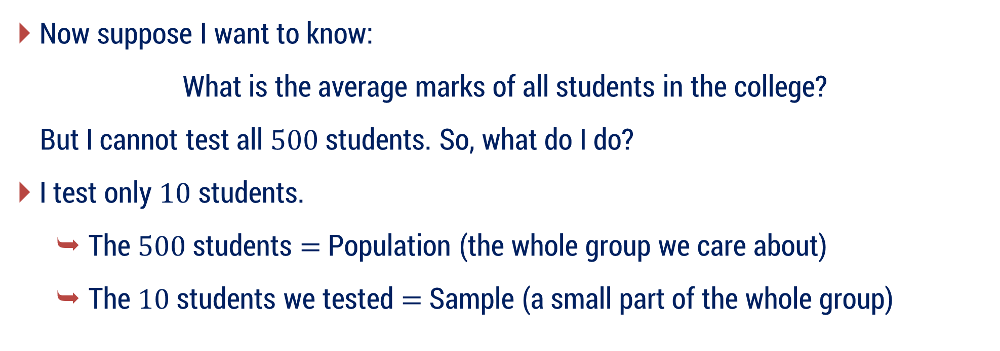 Now suppose I want to know:
What is the average marks of all students in the college?
But I cannot test all 500 students. So, what do I do?
I test only 10 students.
The 500 students = Population (the whole group we care about)
The 10 students we tested = Sample (a small part of the whole group)